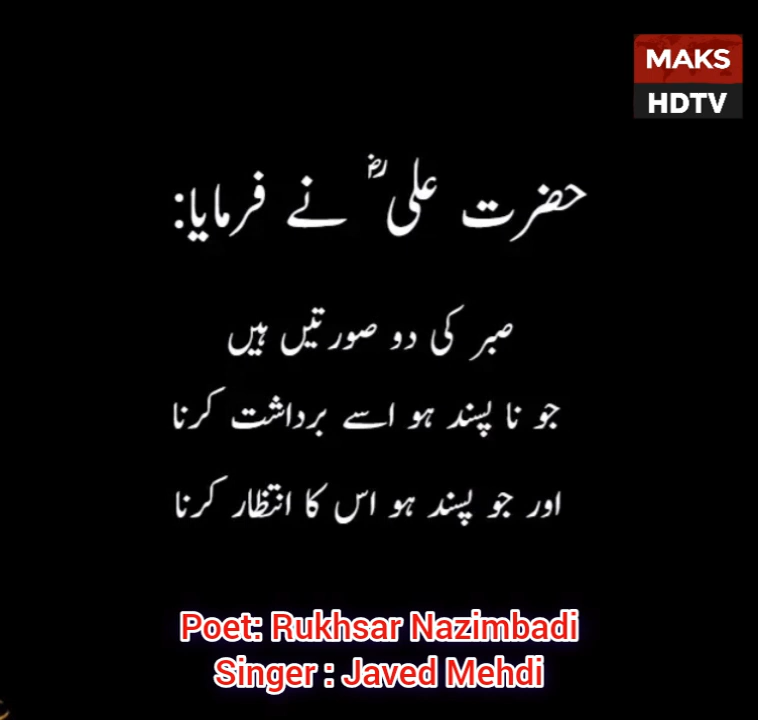 MAKS
HDTV
حضرت علیؓ نے فرمایا:
صبر کی دو صورتیں ہیں
جو نا پسند ہو اسے برداشت کرنا
اور جو پسند ہو اس کا انتظار کرنا
Poet: Rukhsar Nazimbadi
Singer : Javed Mehdi